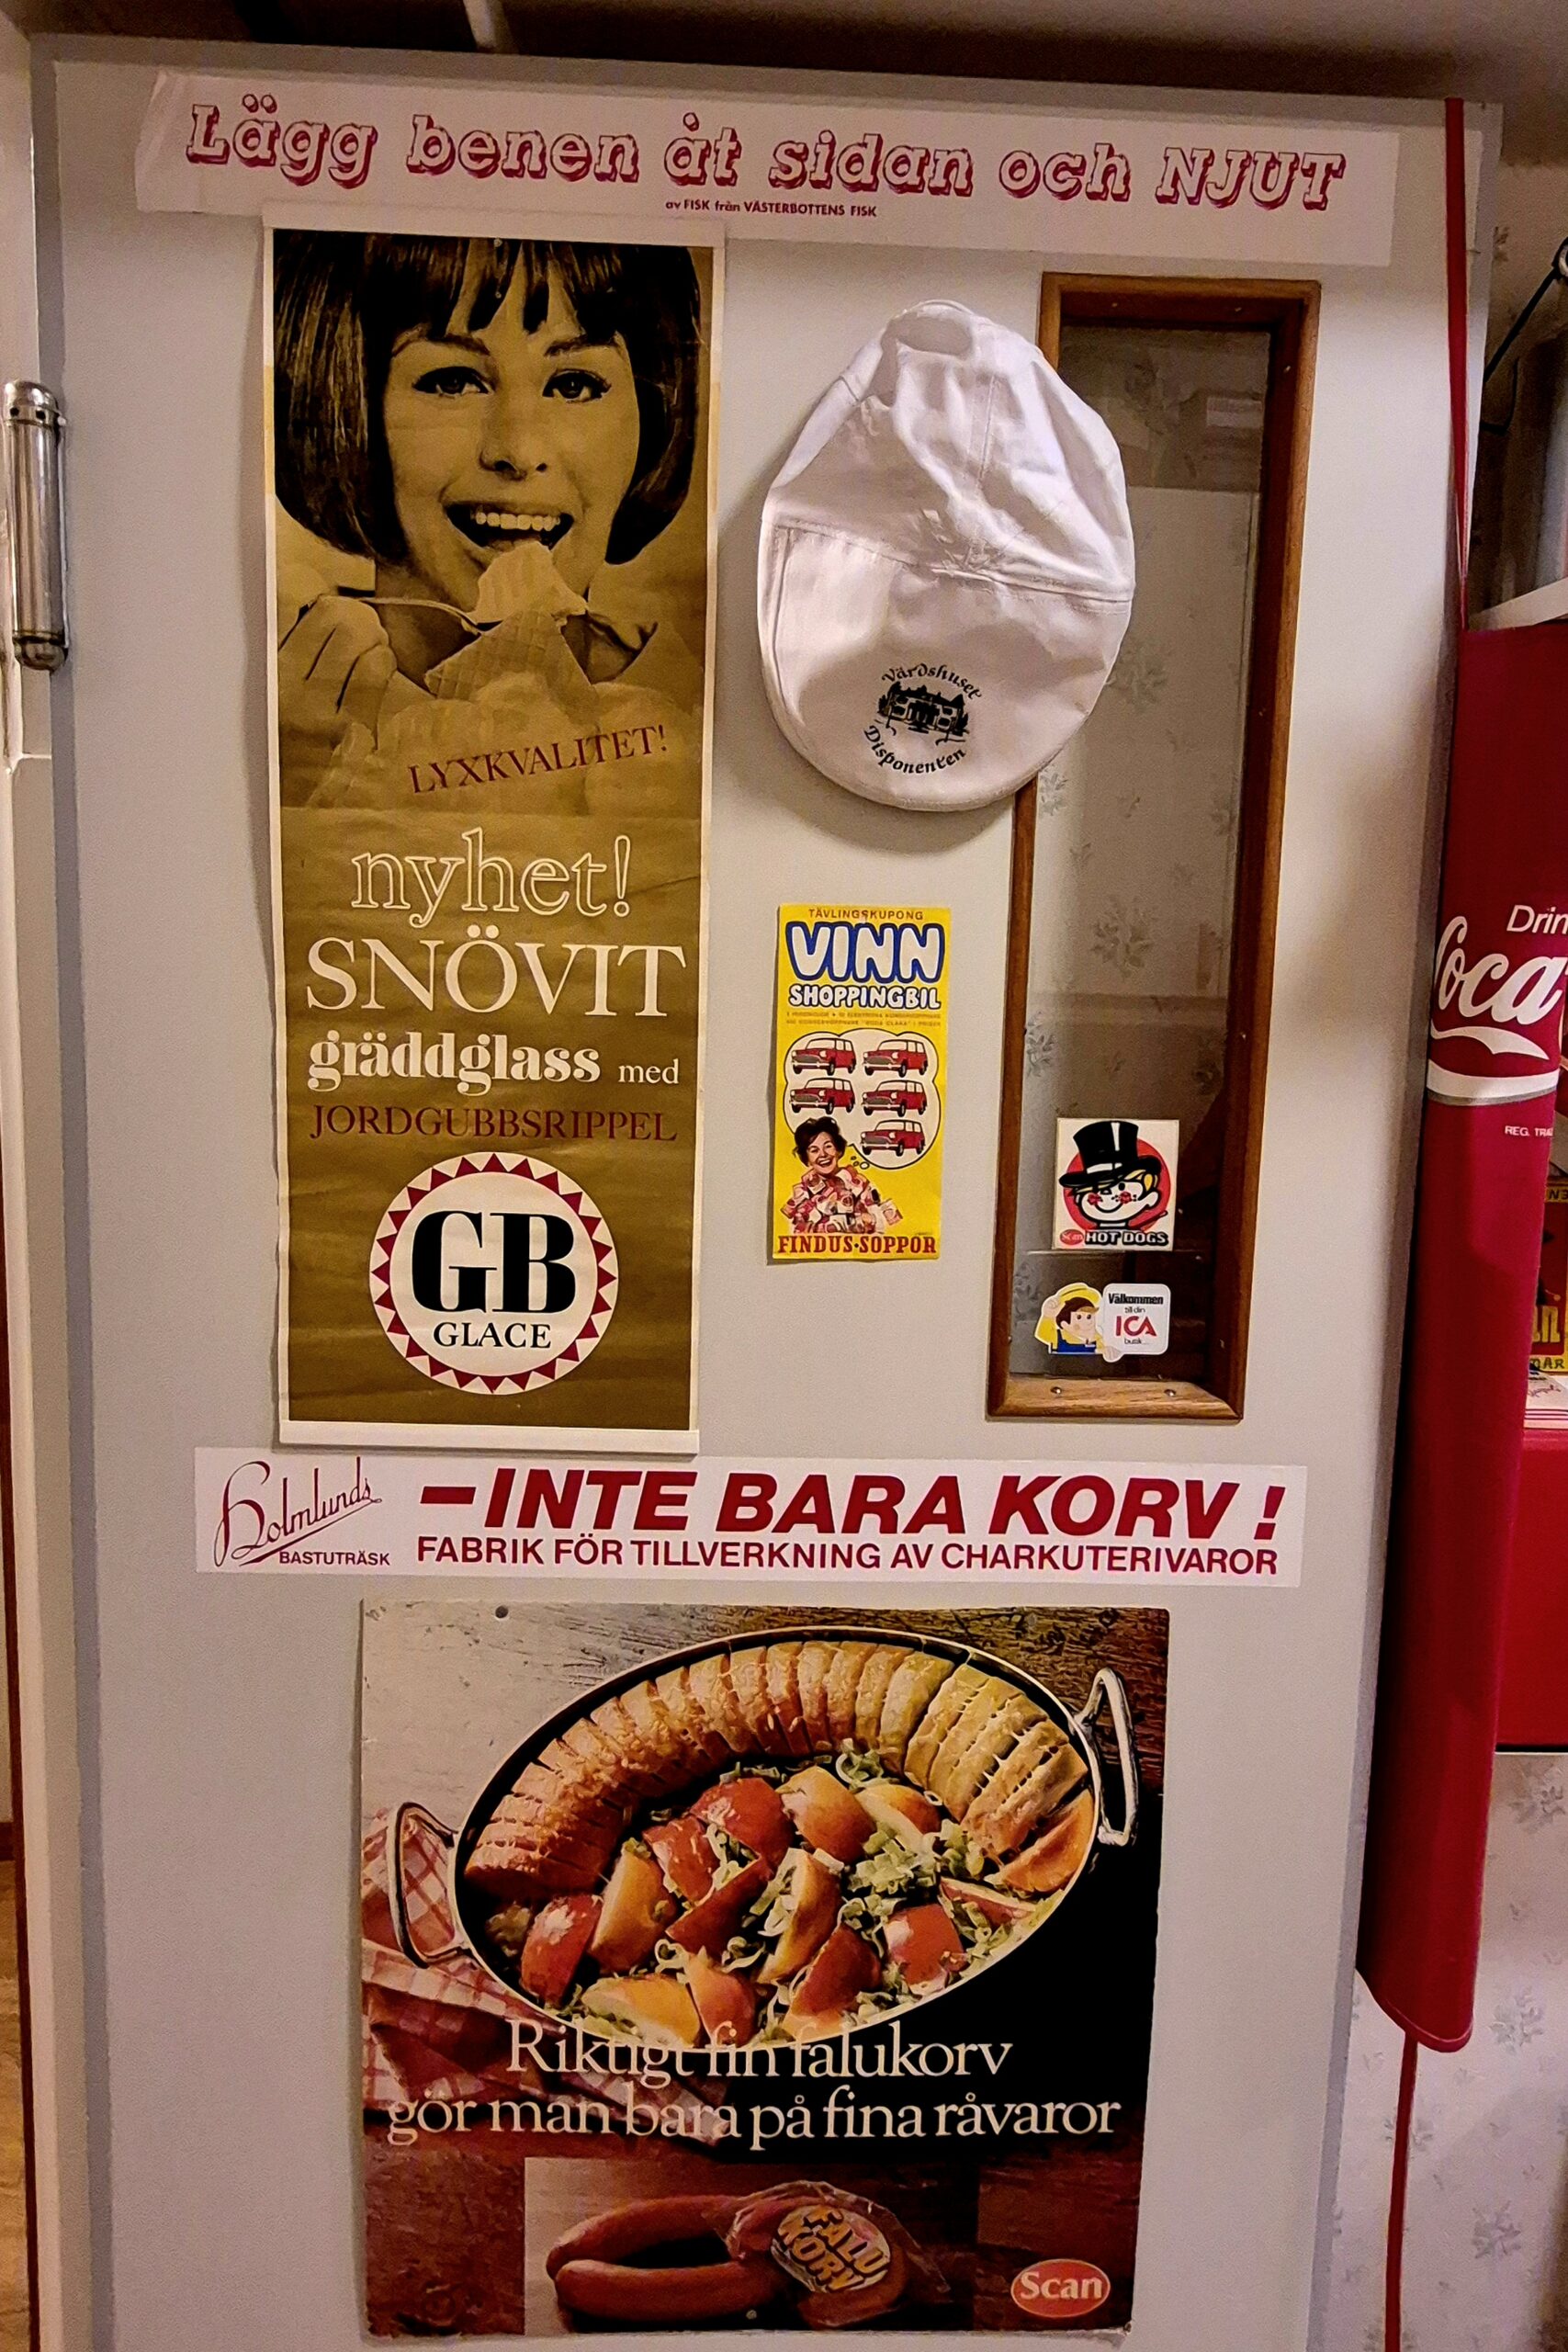 Lägg benen åt sidan och NJUT
av FISK från VÄSTERBOTTENS FISK
LYXKVALITET!
nyhet!
SNÖVIT
gräddglass med
JORDGUBBSRIPPEL
GB
GLACE
Värdshuset
Disponenten
TÄVLINGSKUPONG
VINN
SHOPPINGBIL
FINDUS·SOPPOR
Scan HOT DOGS
Välkommen
till din
ICA
butik
Coca
REG.
Holmlunds
BASTUTRÄSK
–INTE BARA KORV!
FABRIK FÖR TILLVERKNING AV CHARKUTERIVAROR
Riktigt fin falukorv
gör man bara på fina råvaror
FALU
KORV
Scan